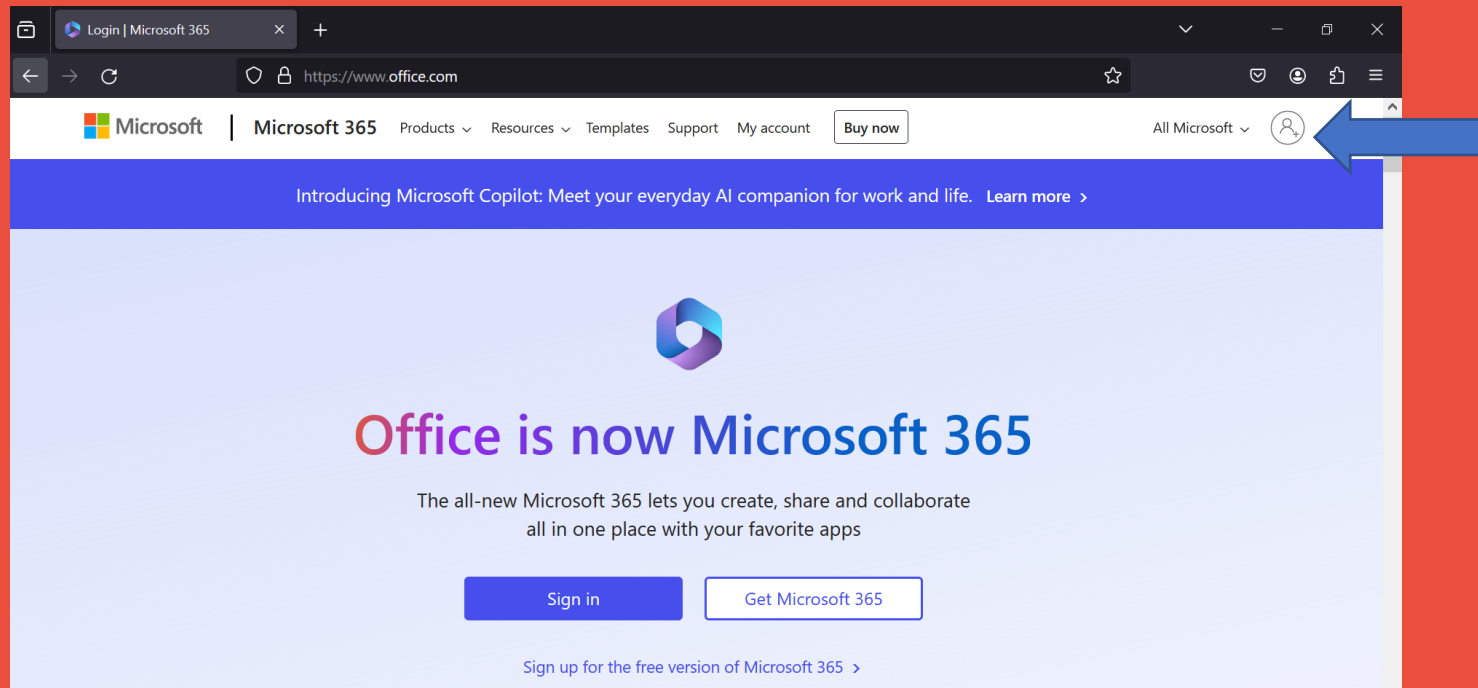 Login | Microsoft 365
https://www.office.com
Microsoft | Microsoft 365 Products Resources Templates Support My account Buy now All Microsoft
Introducing Microsoft Copilot: Meet your everyday AI companion for work and life. Learn more >
Office is now Microsoft 365
The all-new Microsoft 365 lets you create, share and collaborate
all in one place with your favorite apps
Sign in Get Microsoft 365
Sign up for the free version of Microsoft 365 >